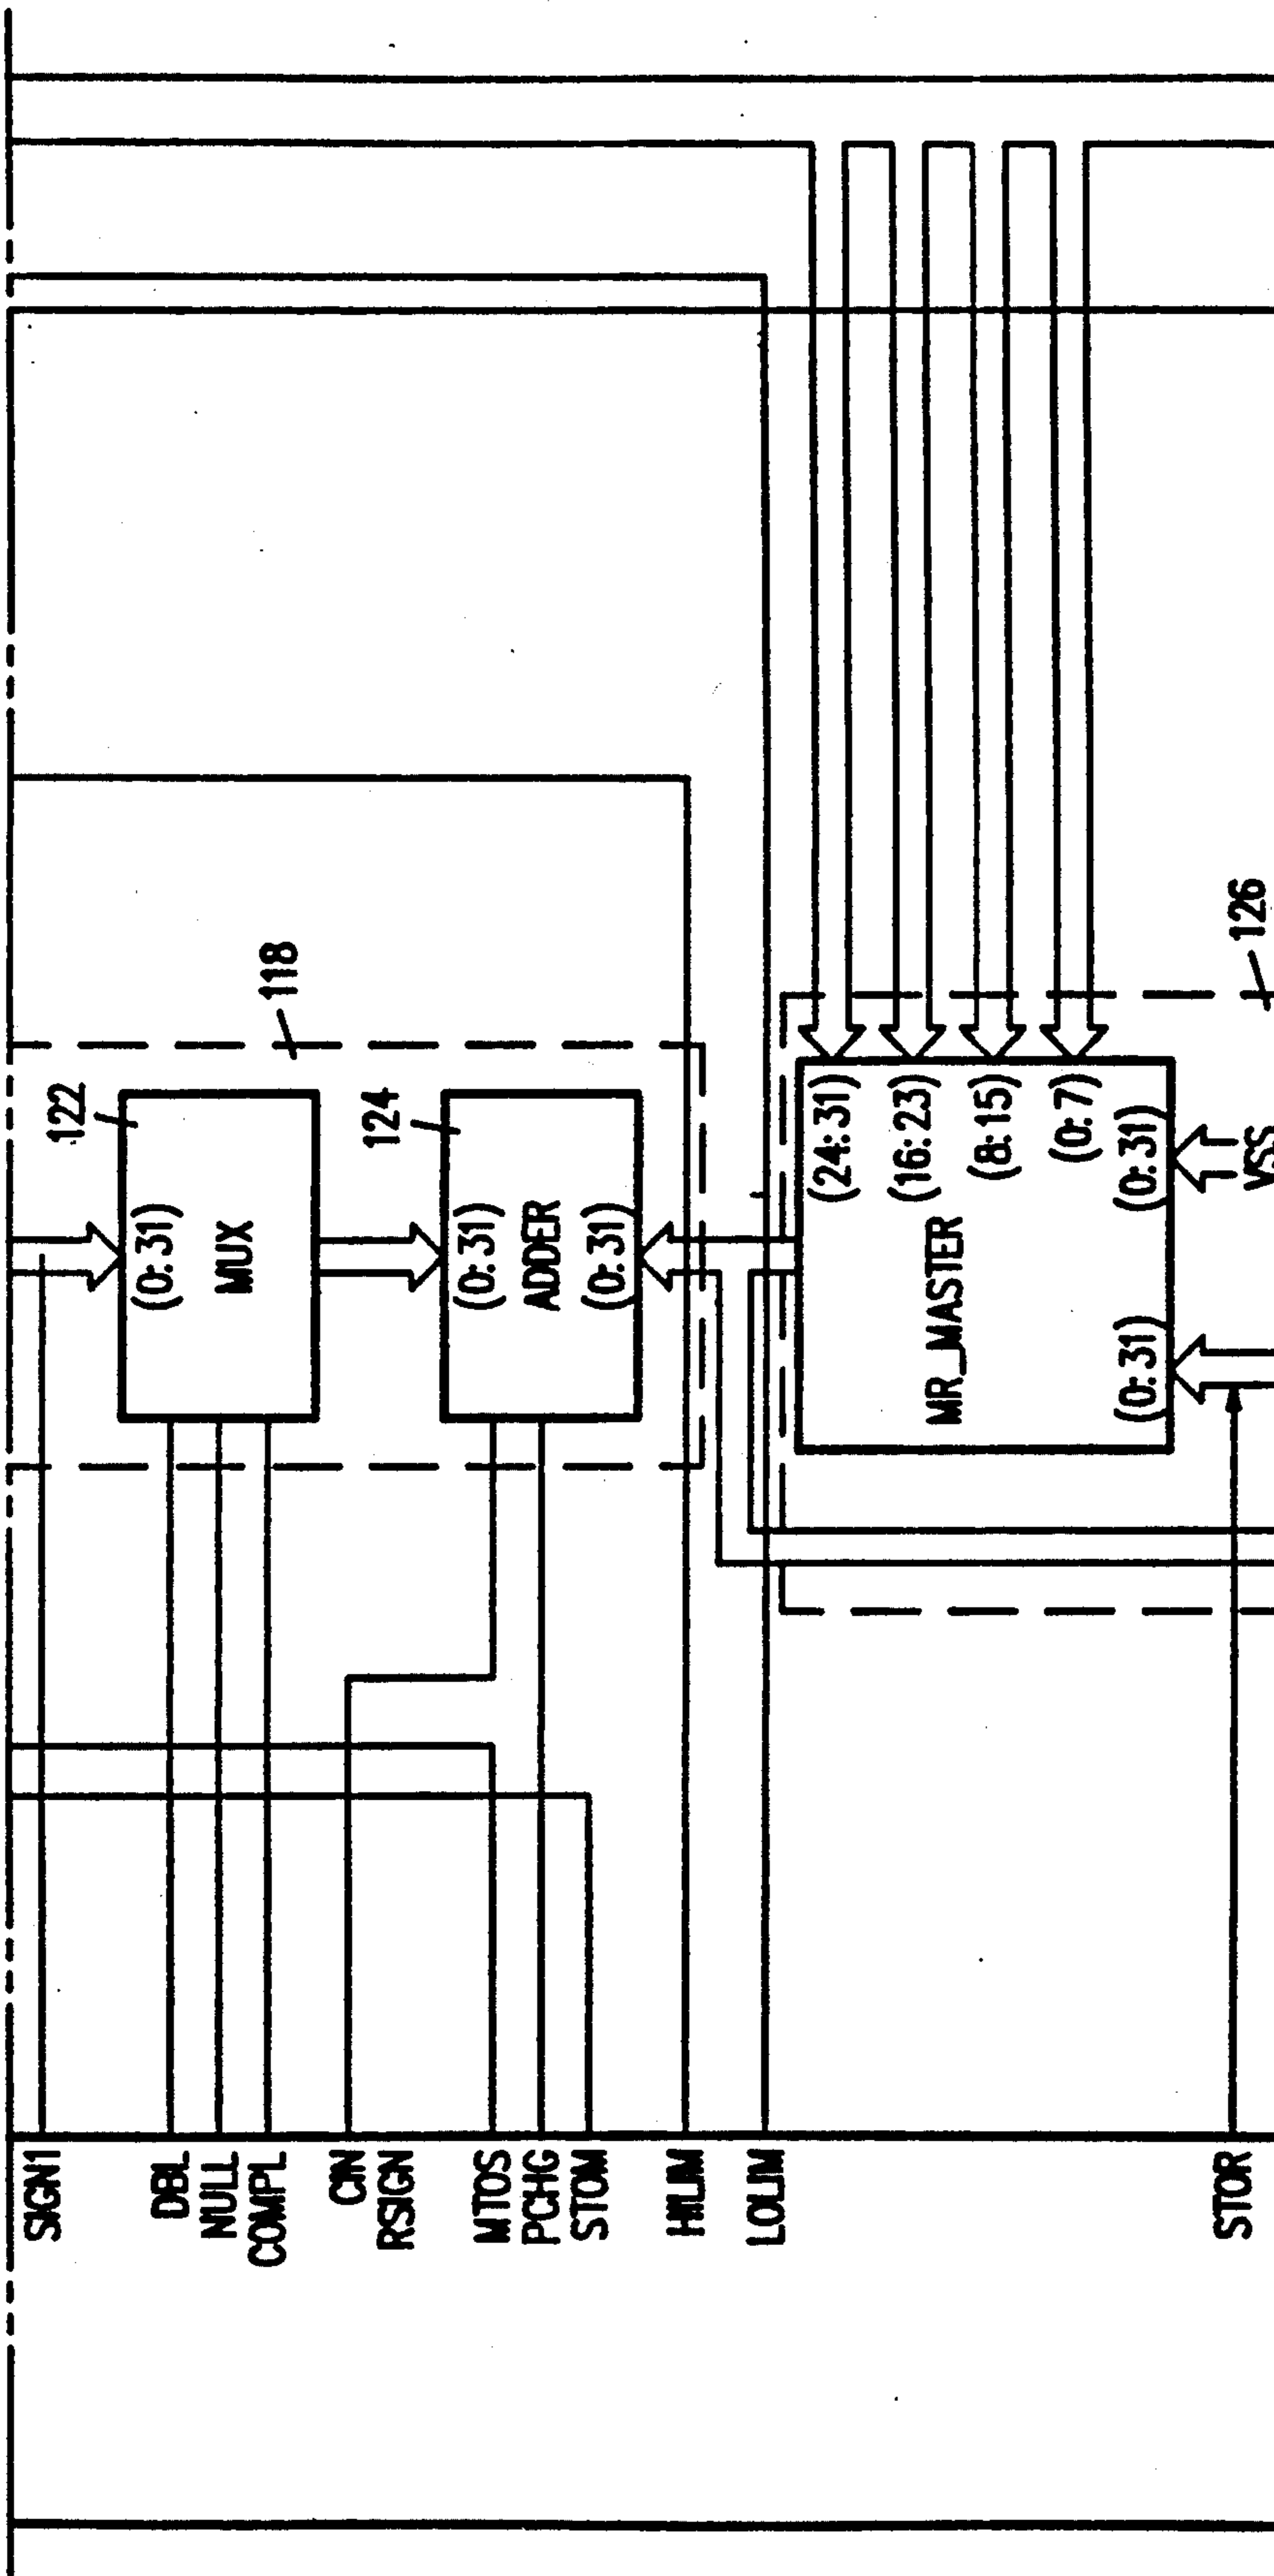 SIGN1
DBL
NULL
COMPL
CIN
RSIGN
MTOS
PCHG
STOM
HILIM
LOLIM
STOR
122
(0:31)
MUX
118
124
(0:31)
ADDER
(0:31)
126
MR_MASTER
(24:31)
(16:23)
(8:15)
(0:7)
(0:31)
(0:31)
VSS